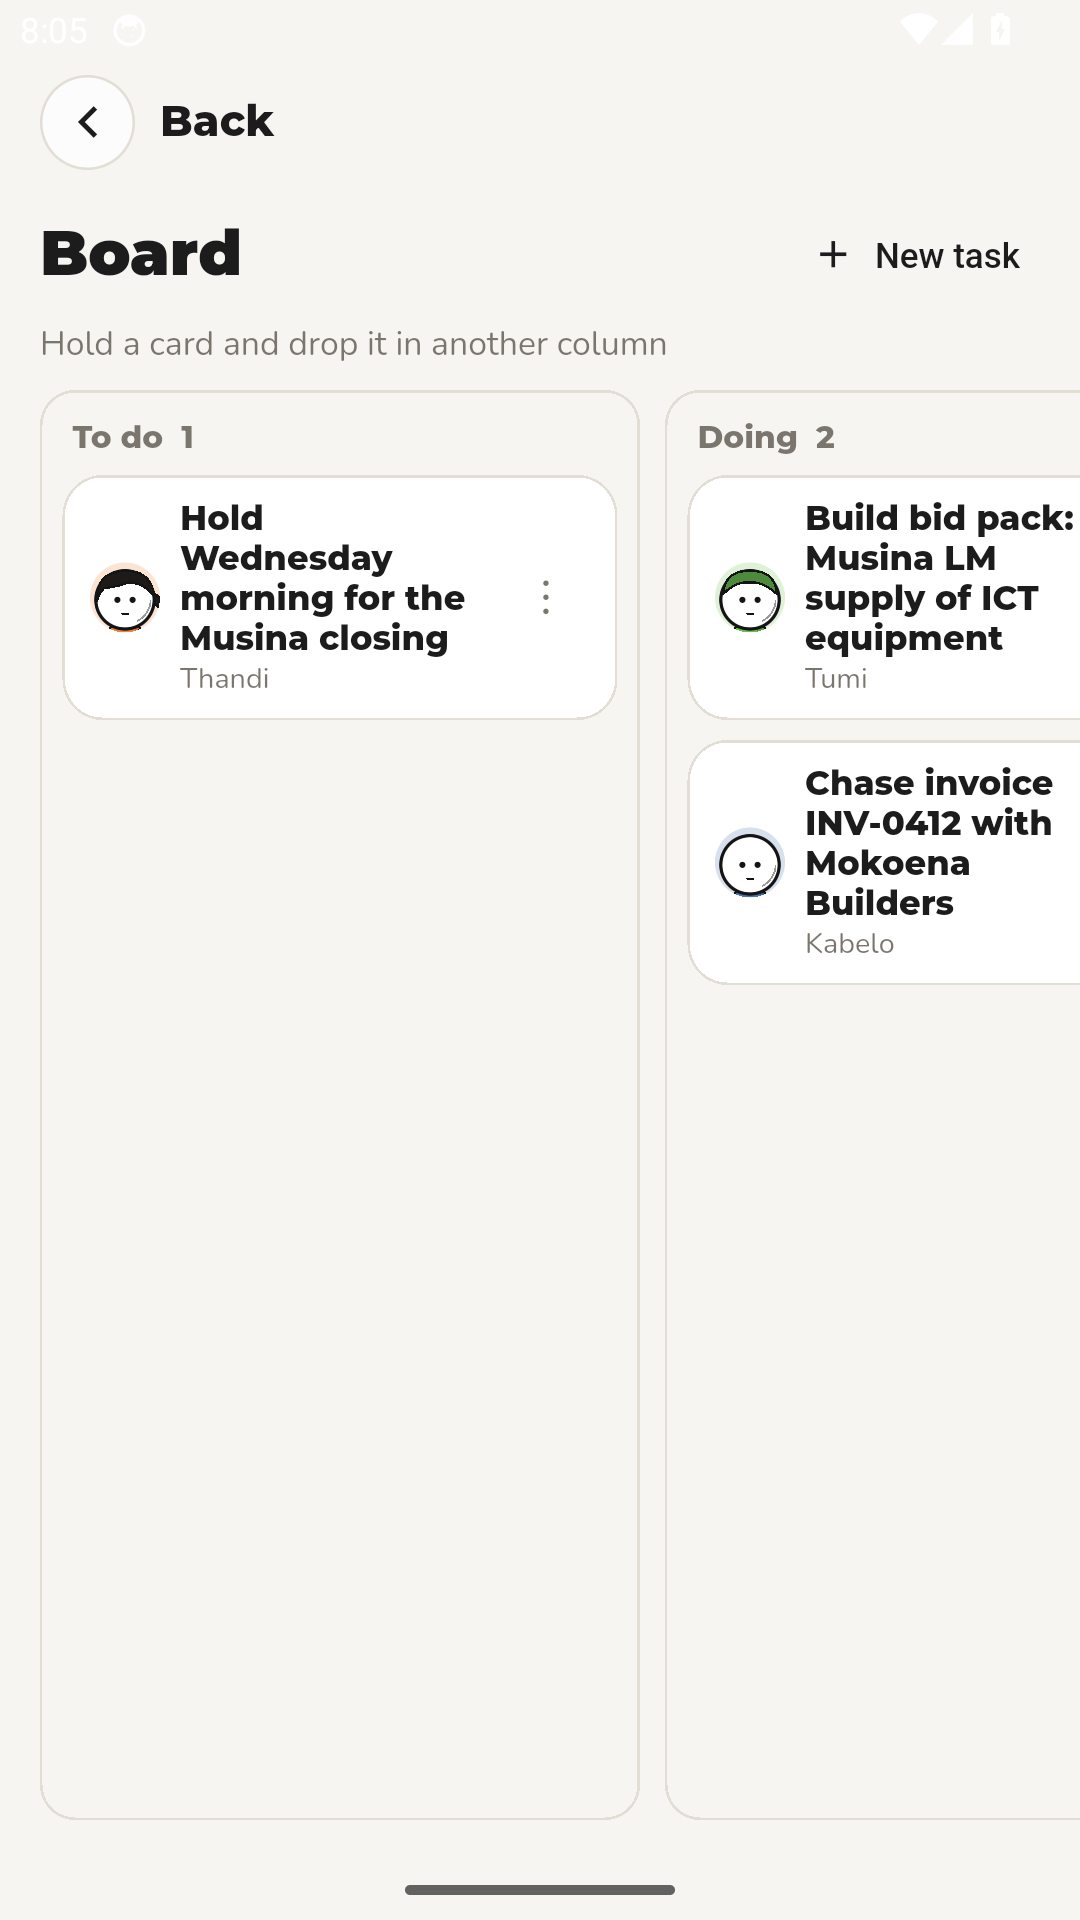 8:05
Back
Board
New task
Hold a card and drop it in another column
To do 1
Hold
Wednesday
morning for the
Musina closing
Thandi
Doing 2
Build bid pack:
Musina LM
supply of ICT
equipment
Tumi
Chase invoice
INV-0412 with
Mokoena
Builders
Kabelo